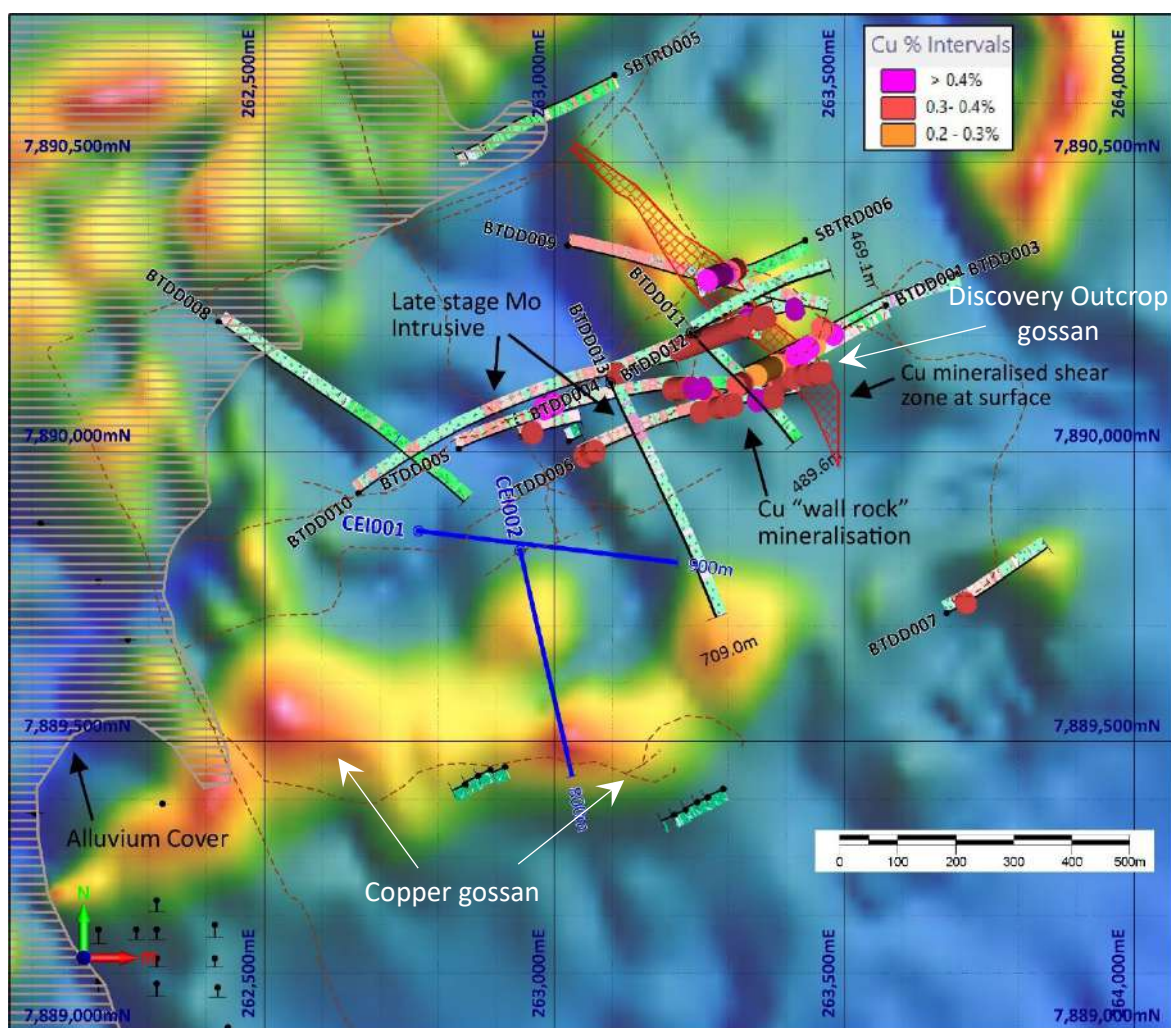 262,500mE
263,000mE
263,500mE
264,000mE
Cu % Intervals
> 0.4%
0.3- 0.4%
0.2 - 0.3%
SBTRD005
7,890,500mN
7,890,500mN
BTDD009
SBTRD006
469.1m
BTDD008
BTDD011
BTDD001
BTDD003
Late stage Mo
Intrusive
Discovery Outcrop
gossan
BTDD013
BTDD012
BTDD004
Cu mineralised shear
zone at surface
7,890,000mN
7,890,000mN
BTDD005
TDD006
489.6m
BTDD010
CEI001
CEI002
Cu “wall rock”
mineralisation
900m
BTDD007
709.0m
7,889,500mN
7,889,500mN
800m
Alluvium Cover
Copper gossan
0 100 200 300 400 500m
N
262,500mE
263,000mE
263,500mE
264,000mE
7,889,000mN
7,889,000mN